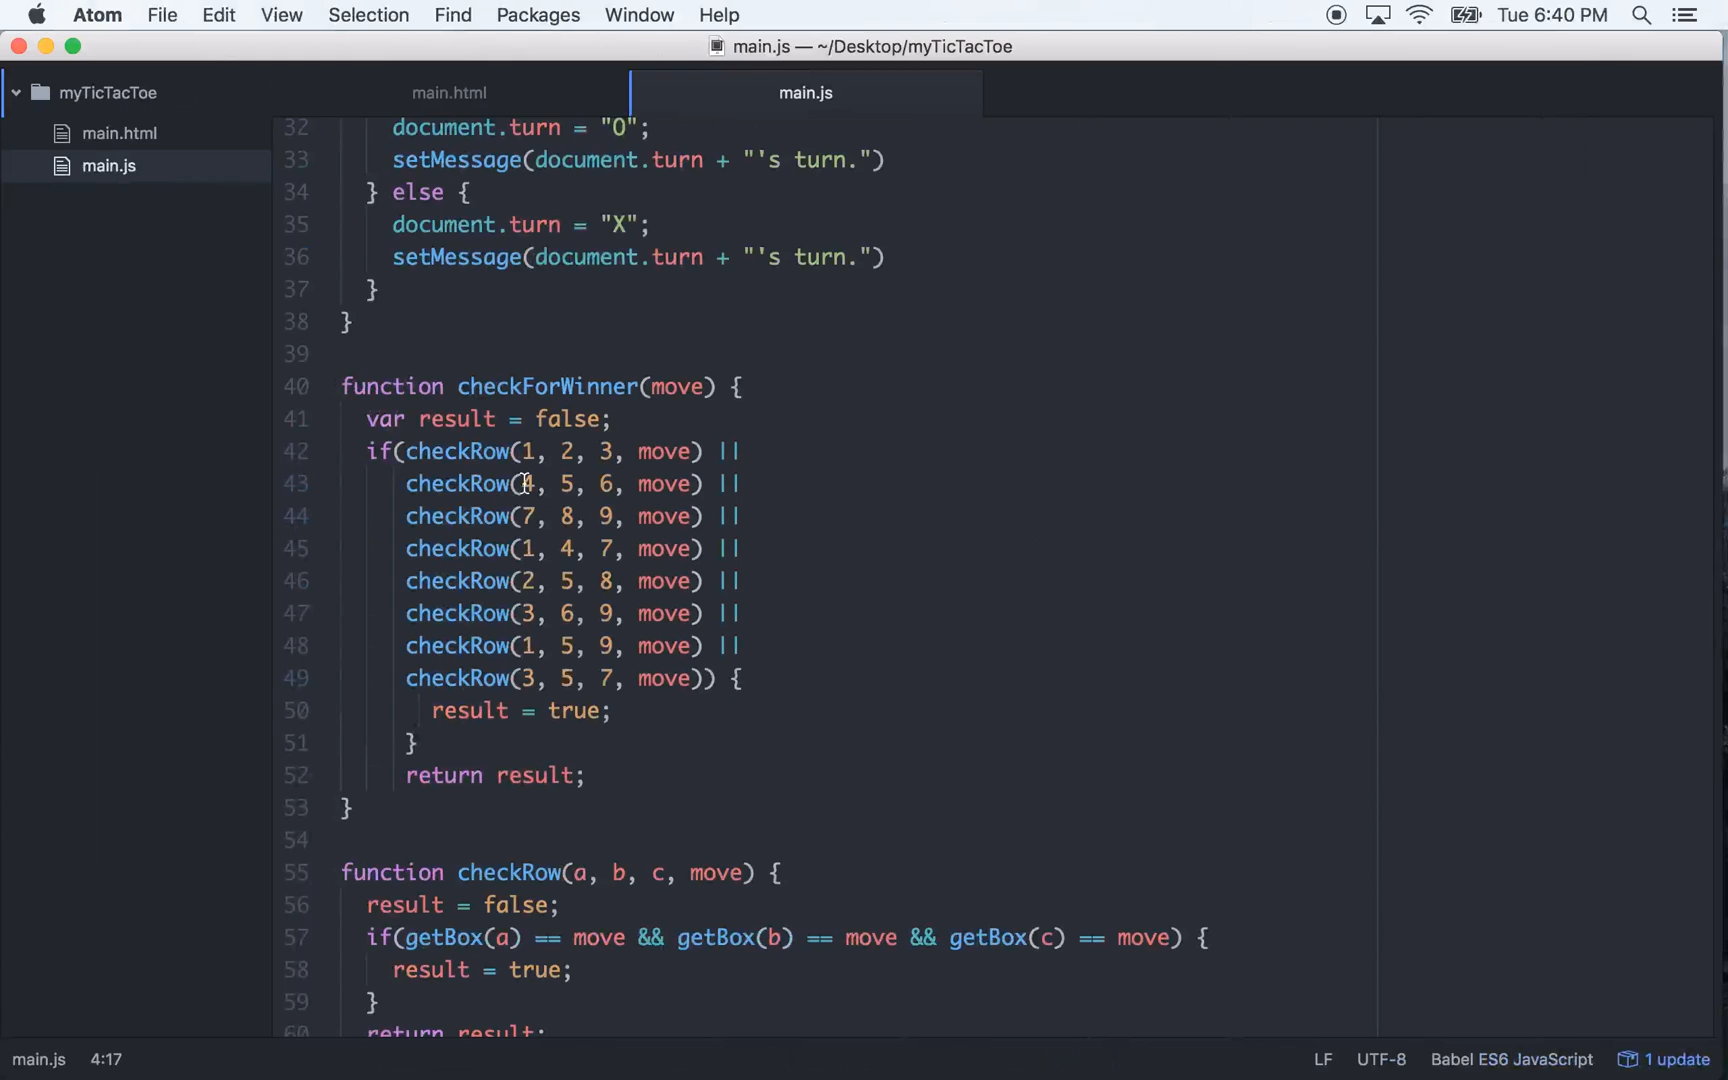 Atom File Edit View Selection Find Packages Window Help Tue 6:40 PM
main.js — ~/Desktop/myTicTacToe
myTicTacToe
main.html
main.js
main.html main.js
32 document.turn = "O";
33 setMessage(document.turn + "'s turn.")
34 } else {
35 document.turn = "X";
36 setMessage(document.turn + "'s turn.")
37 }
38 }
39
40 function checkForWinner(move) {
41 var result = false;
42 if(checkRow(1, 2, 3, move) ||
43 checkRow(4, 5, 6, move) ||
44 checkRow(7, 8, 9, move) ||
45 checkRow(1, 4, 7, move) ||
46 checkRow(2, 5, 8, move) ||
47 checkRow(3, 6, 9, move) ||
48 checkRow(1, 5, 9, move) ||
49 checkRow(3, 5, 7, move)) {
50 result = true;
51 }
52 return result;
53 }
54
55 function checkRow(a, b, c, move) {
56 result = false;
57 if(getBox(a) == move && getBox(b) == move && getBox(c) == move) {
58 result = true;
59 }
60 return result;
main.js 4:17 LF UTF-8 Babel ES6 JavaScript 1 update